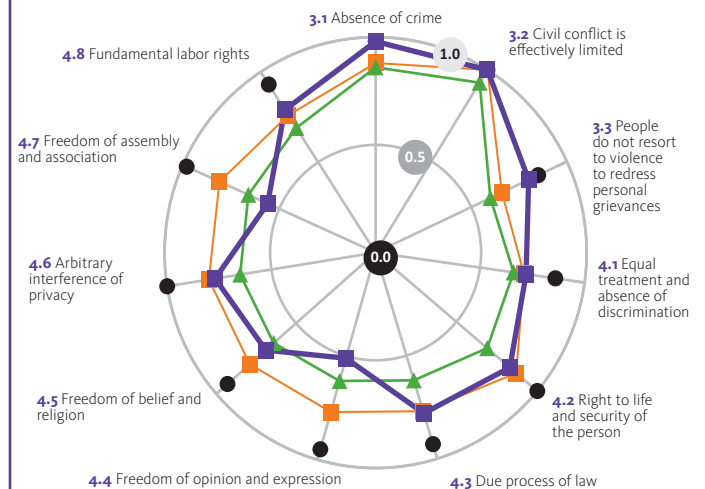 3.1 Absence of crime
3.2 Civil conflict is
effectively limited
1.0
4.8 Fundamental labor rights
3.3 People
do not resort
to violence
to redress
personal
grievances
0.5
4.7 Freedom of assembly
and association
0.0
4.6 Arbitrary
interference of
privacy
4.1 Equal
treatment and
absence of
discrimination
4.5 Freedom of belief and
religion
4.2 Right to life
and security of
the person
4.4 Freedom of opinion and expression
4.3 Due process of law